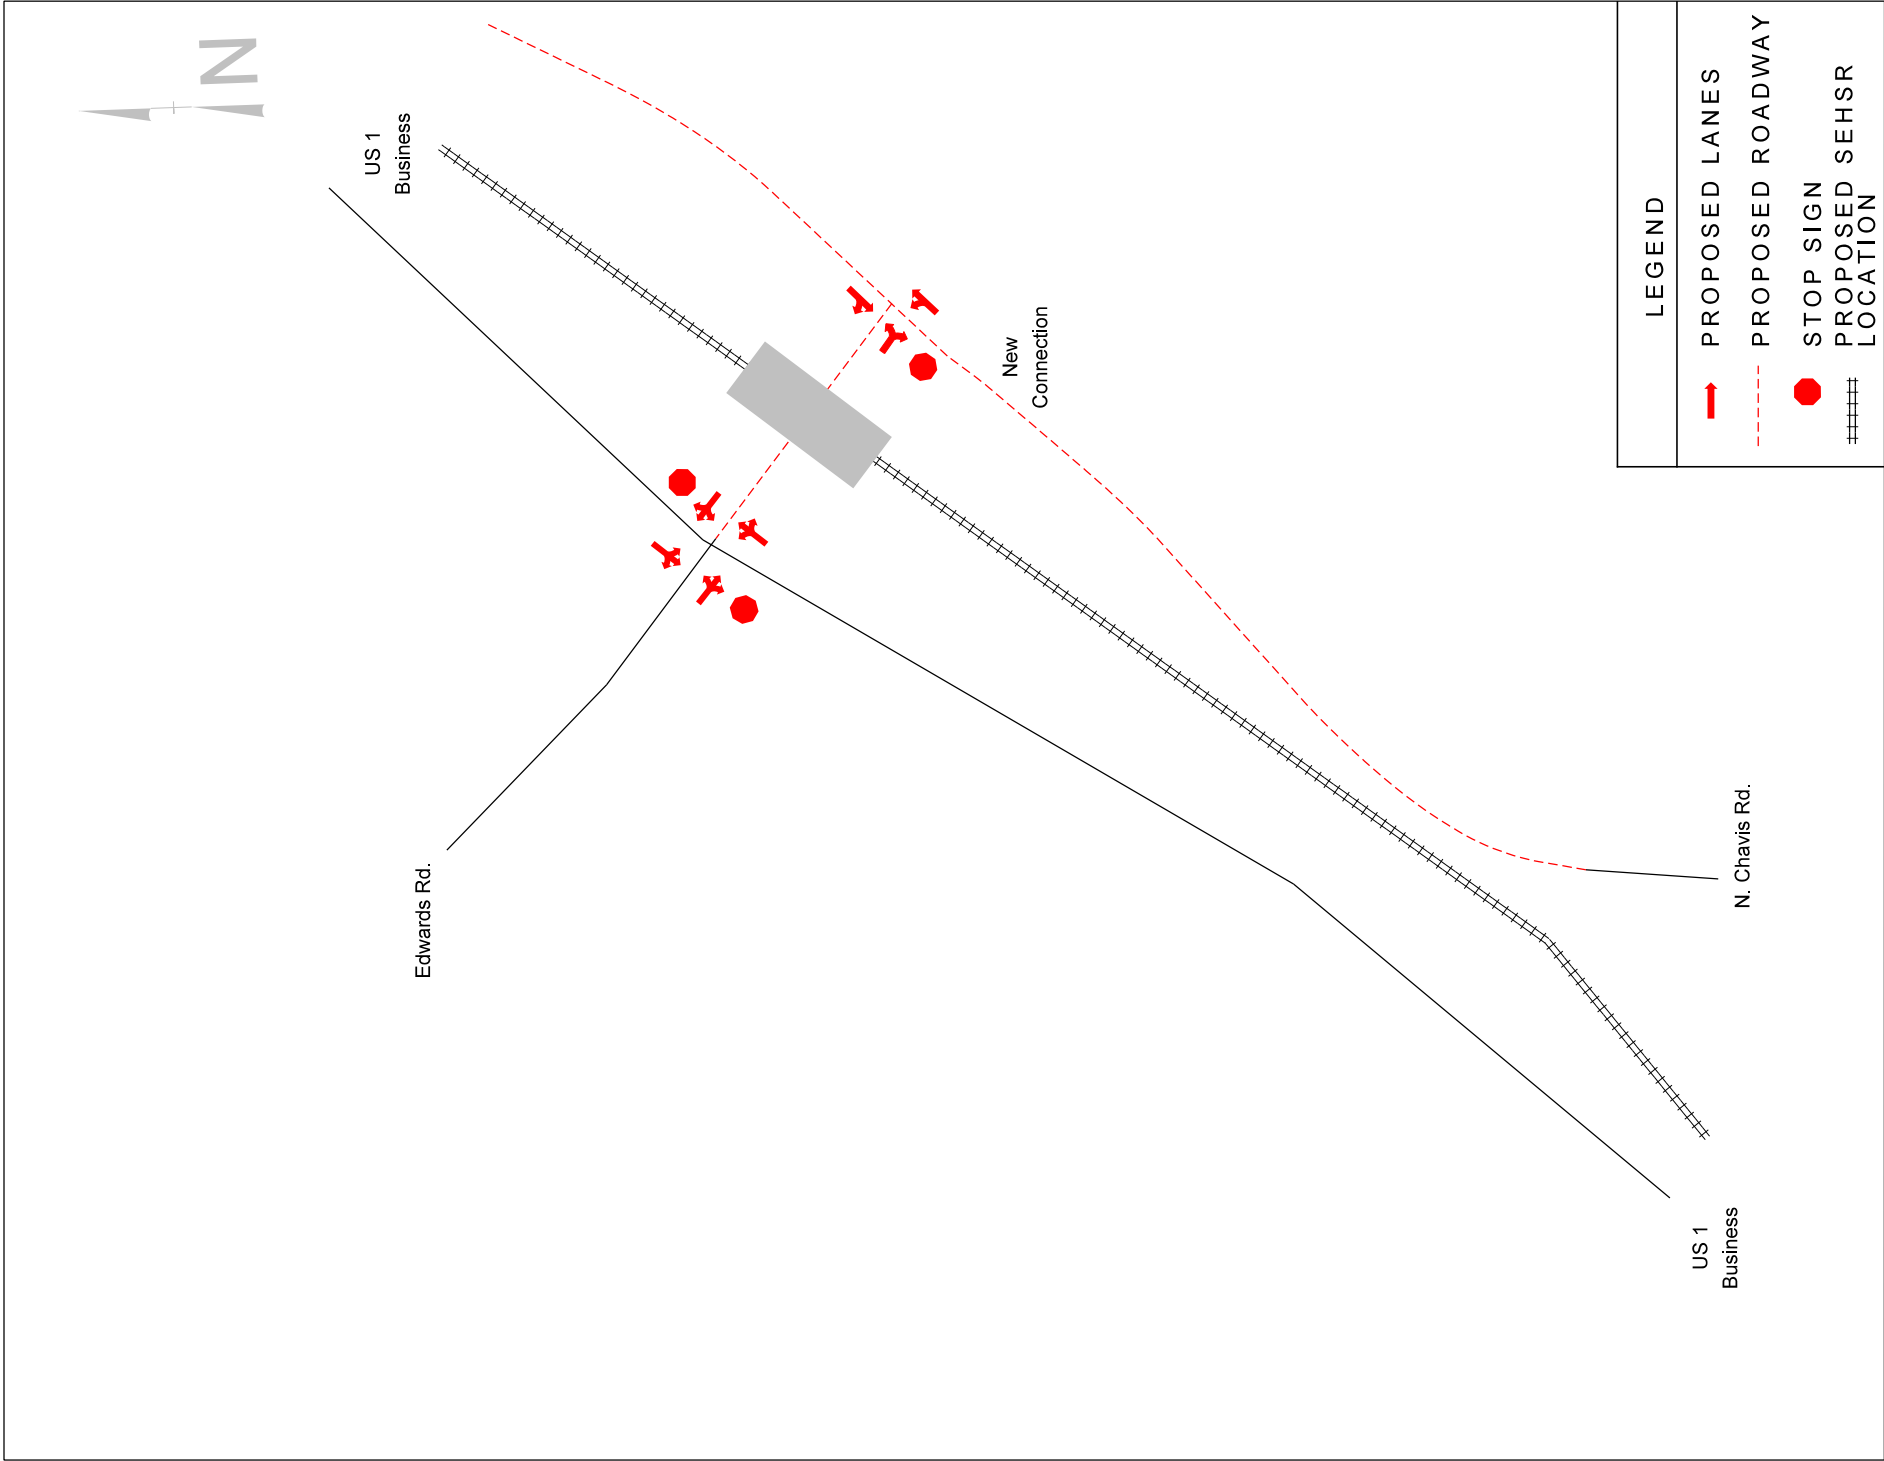 N
US 1
Business
New
Connection
Edwards Rd.
N. Chavis Rd.
US 1
Business
LEGEND
PROPOSED LANES
PROPOSED ROADWAY
STOP SIGN
PROPOSED SEHSR
LOCATION